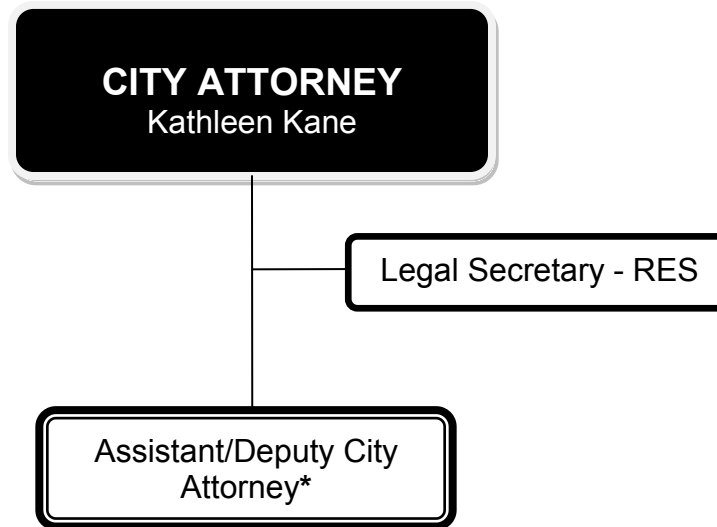 CITY ATTORNEY
Kathleen Kane
Legal Secretary - RES
Assistant/Deputy City
Attorney*